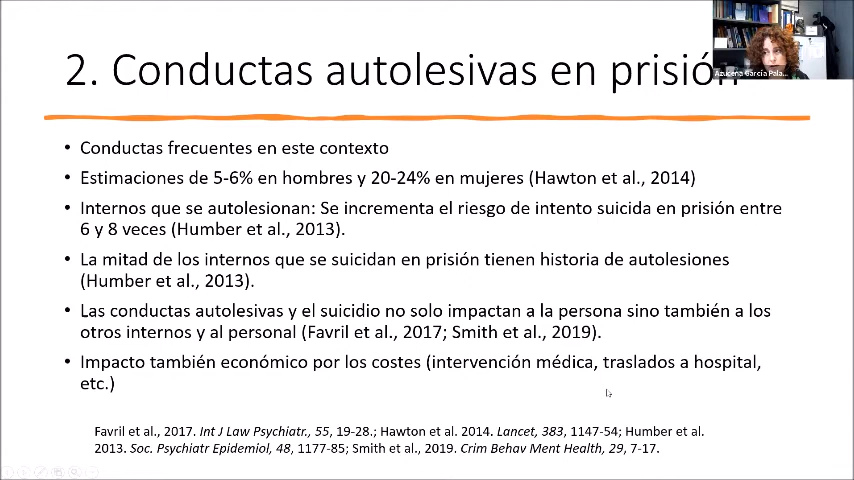 2. Conductas autolesivas en prisión
Azucena García Pala...
• Conductas frecuentes en este contexto
• Estimaciones de 5-6% en hombres y 20-24% en mujeres (Hawton et al., 2014)
• Internos que se autolesionan: Se incrementa el riesgo de intento suicida en prisión entre
6 y 8 veces (Humber et al., 2013).
• La mitad de los internos que se suicidan en prisión tienen historia de autolesiones
(Humber et al., 2013).
• Las conductas autolesivas y el suicidio no solo impactan a la persona sino también a los
otros internos y al personal (Favril et al., 2017; Smith et al., 2019).
• Impacto también económico por los costes (intervención médica, traslados a hospital,
etc.)
Favril et al., 2017. Int J Law Psychiatr., 55, 19-28.; Hawton et al. 2014. Lancet, 383, 1147-54; Humber et al.
2013. Soc. Psychiatr Epidemiol, 48, 1177-85; Smith et al., 2019. Crim Behav Ment Health, 29, 7-17.